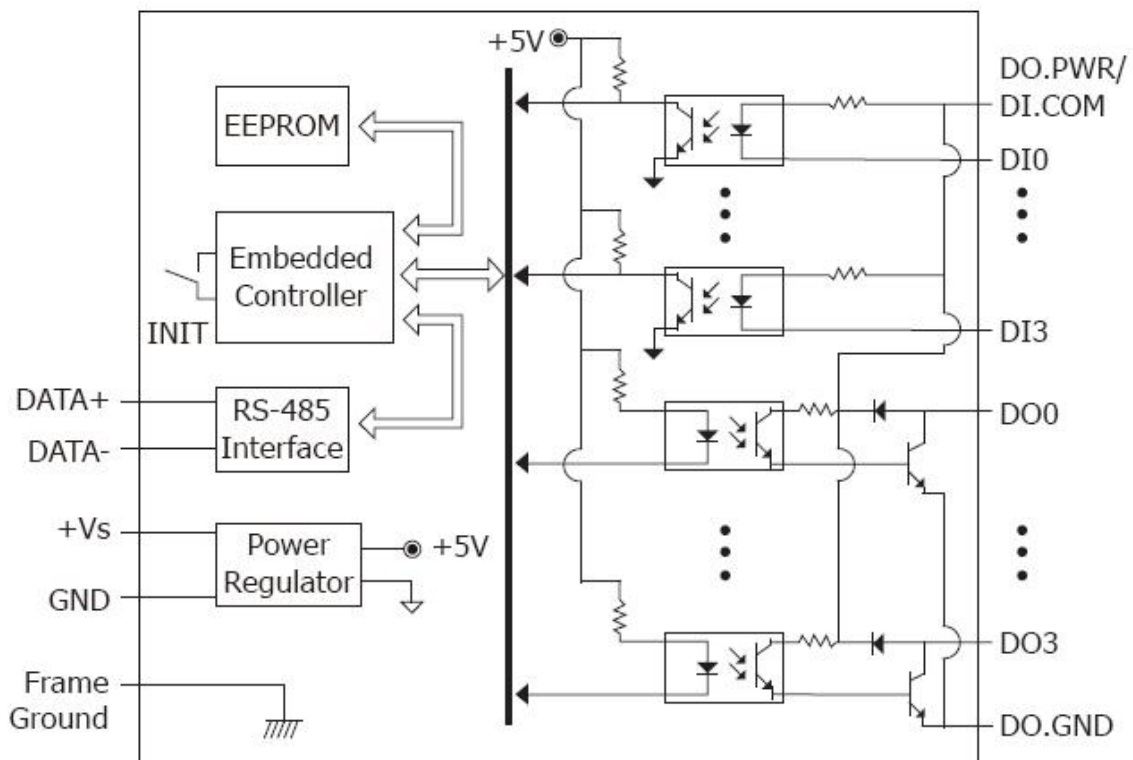 +5V
DO.PWR/
DI.COM
EEPROM
DI0
Embedded
Controller
INIT
DI3
DATA+
RS-485
Interface
DATA-
DO0
+Vs
Power
Regulator
+5V
GND
DO3
Frame
Ground
DO.GND